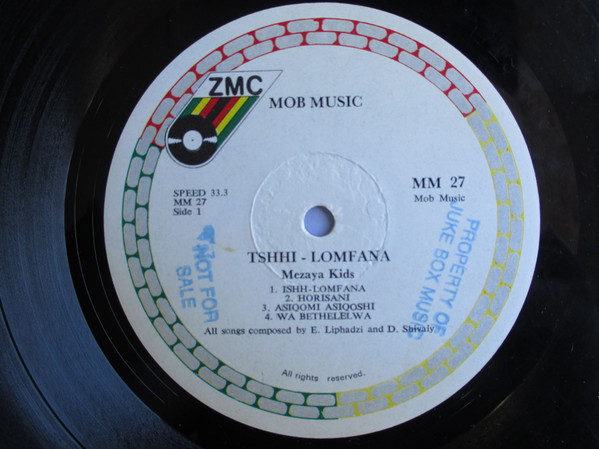 ZMC
MOB MUSIC
SPEED 33.3
MM 27
Side 1
MM 27
Mob Music
TSHHI - LOMFANA
Mezaya Kids
1. ISHH-LOMFANA
2. HORISANI
3. ASIQOMI ASIQOSHI
4. WA BETHELELWA
All songs composed by E. Liphadzi and D. Shivaly
All rights reserved.
NOT FOR
SALE
PROPERTY OF
JUKE BOX MUSIC